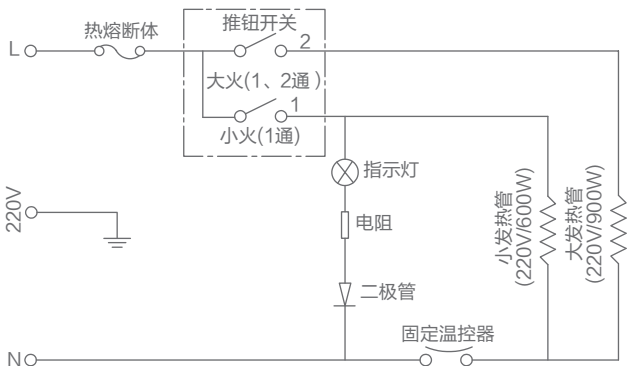 热熔断体
推钮开关
L
2
大火(1、2通)
1
小火(1通)
指示灯
220V
电阻
小发热管
(220V/600W)
大发热管
(220V/900W)
二极管
固定温控器
N